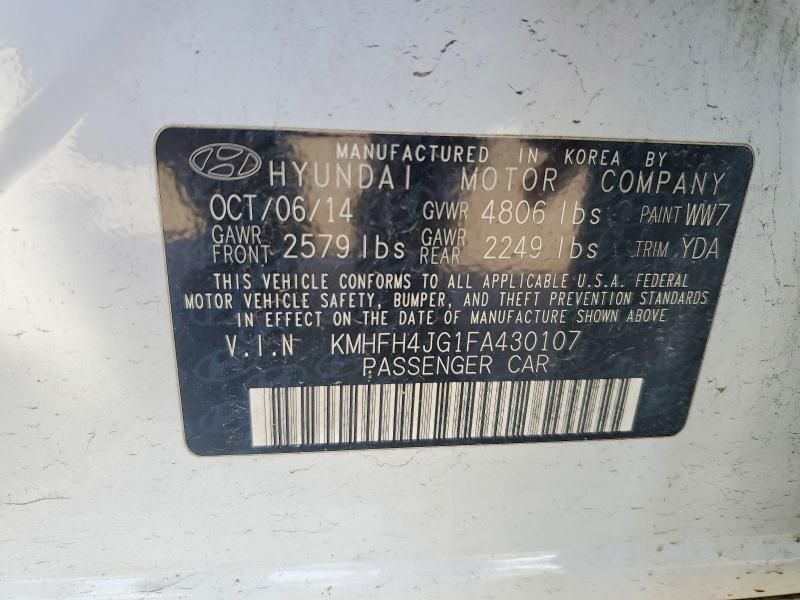 MANUFACTURED IN KOREA BY
HYUNDAI MOTOR COMPANY
OCT/06/14 GVWR 4806 lbs PAINT WW7
GAWR FRONT 2579 lbs GAWR REAR 2249 lbs TRIM YDA
THIS VEHICLE CONFORMS TO ALL APPLICABLE U.S.A. FEDERAL
MOTOR VEHICLE SAFETY, BUMPER, AND THEFT PREVENTION STANDARDS
IN EFFECT ON THE DATE OF MANUFACTURE SHOWN ABOVE.
V.I.N KMHFH4JG1FA430107
PASSENGER CAR